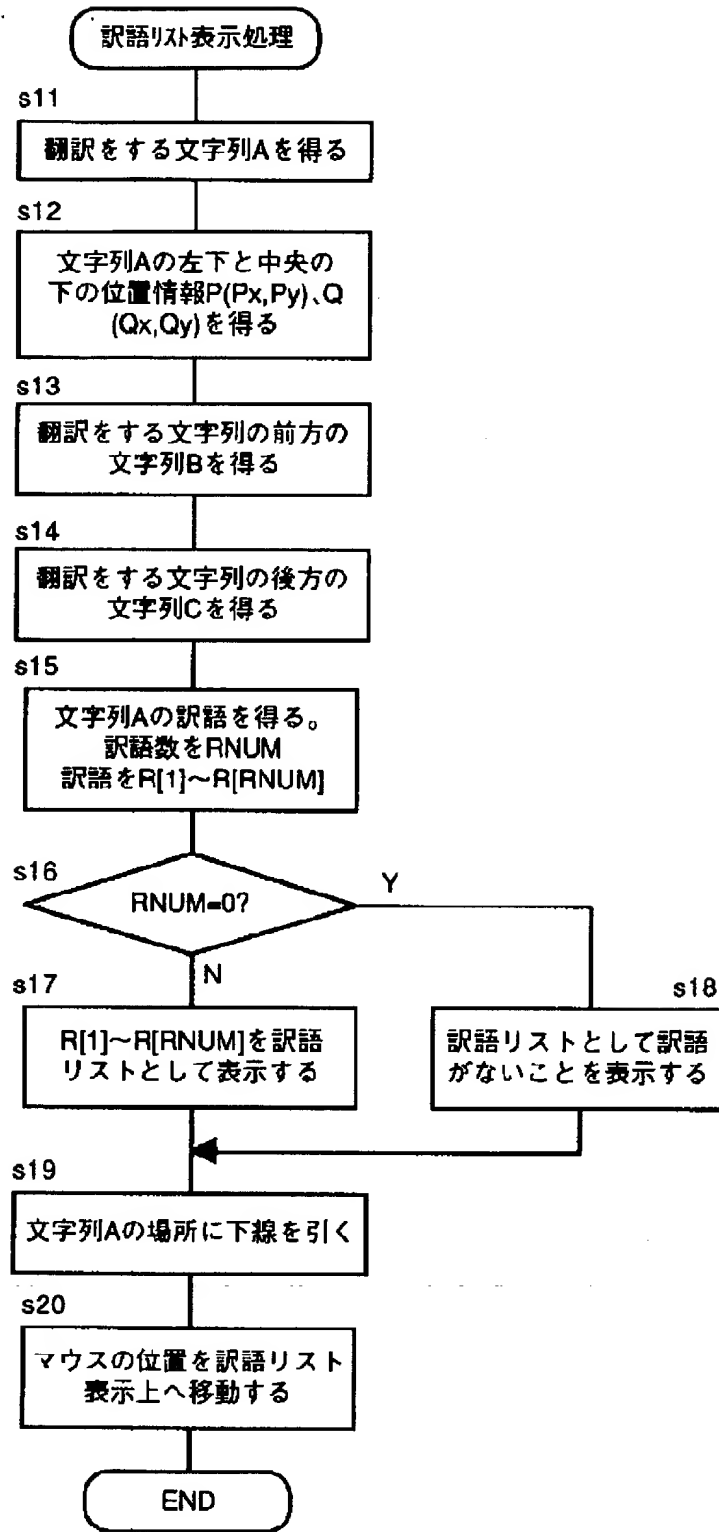 訳語リスト表示処理
s11
翻訳をする文字列Aを得る
s12
文字列Aの左下と中央の
下の位置情報P(Px,Py)、Q
(Qx,Qy)を得る
s13
翻訳をする文字列の前方の
文字列Bを得る
s14
翻訳をする文字列の後方の
文字列Cを得る
s15
文字列Aの訳語を得る。
訳語数をRNUM
訳語をR[1]~R[RNUM]
s16
RNUM=0?
Y
N
s17
R[1]~R[RNUM]を訳語
リストとして表示する
s18
訳語リストとして訳語
がないことを表示する
s19
文字列Aの場所に下線を引く
s20
マウスの位置を訳語リスト
表示上へ移動する
END